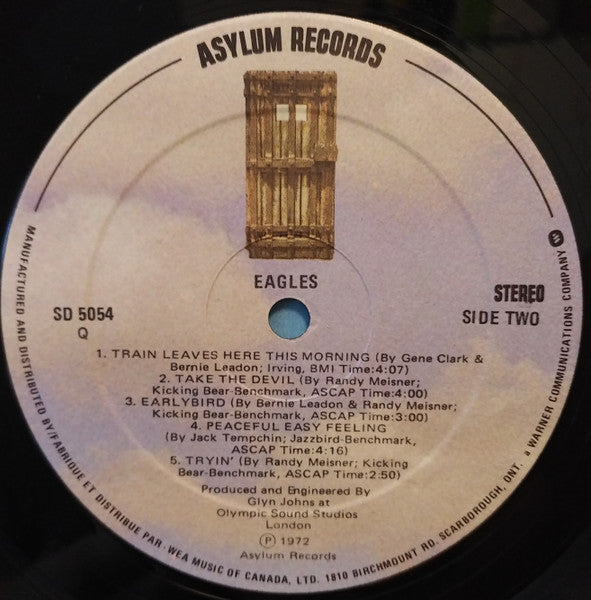 ASYLUM RECORDS
EAGLES
SD 5054
Q
STEREO
SIDE TWO
1. TRAIN LEAVES HERE THIS MORNING (By Gene Clark &
Bernie Leadon; Irving, BMI Time:4:07)
2. TAKE THE DEVIL (By Randy Meisner;
Kicking Bear-Benchmark, ASCAP Time:4:00)
3. EARLYBIRD (By Bernie Leadon & Randy Meisner;
Kicking Bear-Benchmark, ASCAP Time:3:00)
4. PEACEFUL EASY FEELING
(By Jack Tempchin; Jazzbird-Benchmark,
ASCAP Time:4:16)
5. TRYIN' (By Randy Meisner; Kicking
Bear-Benchmark, ASCAP Time:2:50)
Produced and Engineered By
Glyn Johns at
Olympic Sound Studios
London
Ⓟ 1972
Asylum Records
MANUFACTURED AND DISTRIBUTED BY/FABRIQUE ET DISTRIBUE PAR · WEA MUSIC OF CANADA, LTD. 1810 BIRCHMOUNT RD. SCARBOROUGH, ONT. a WARNER COMMUNICATIONS COMPANY